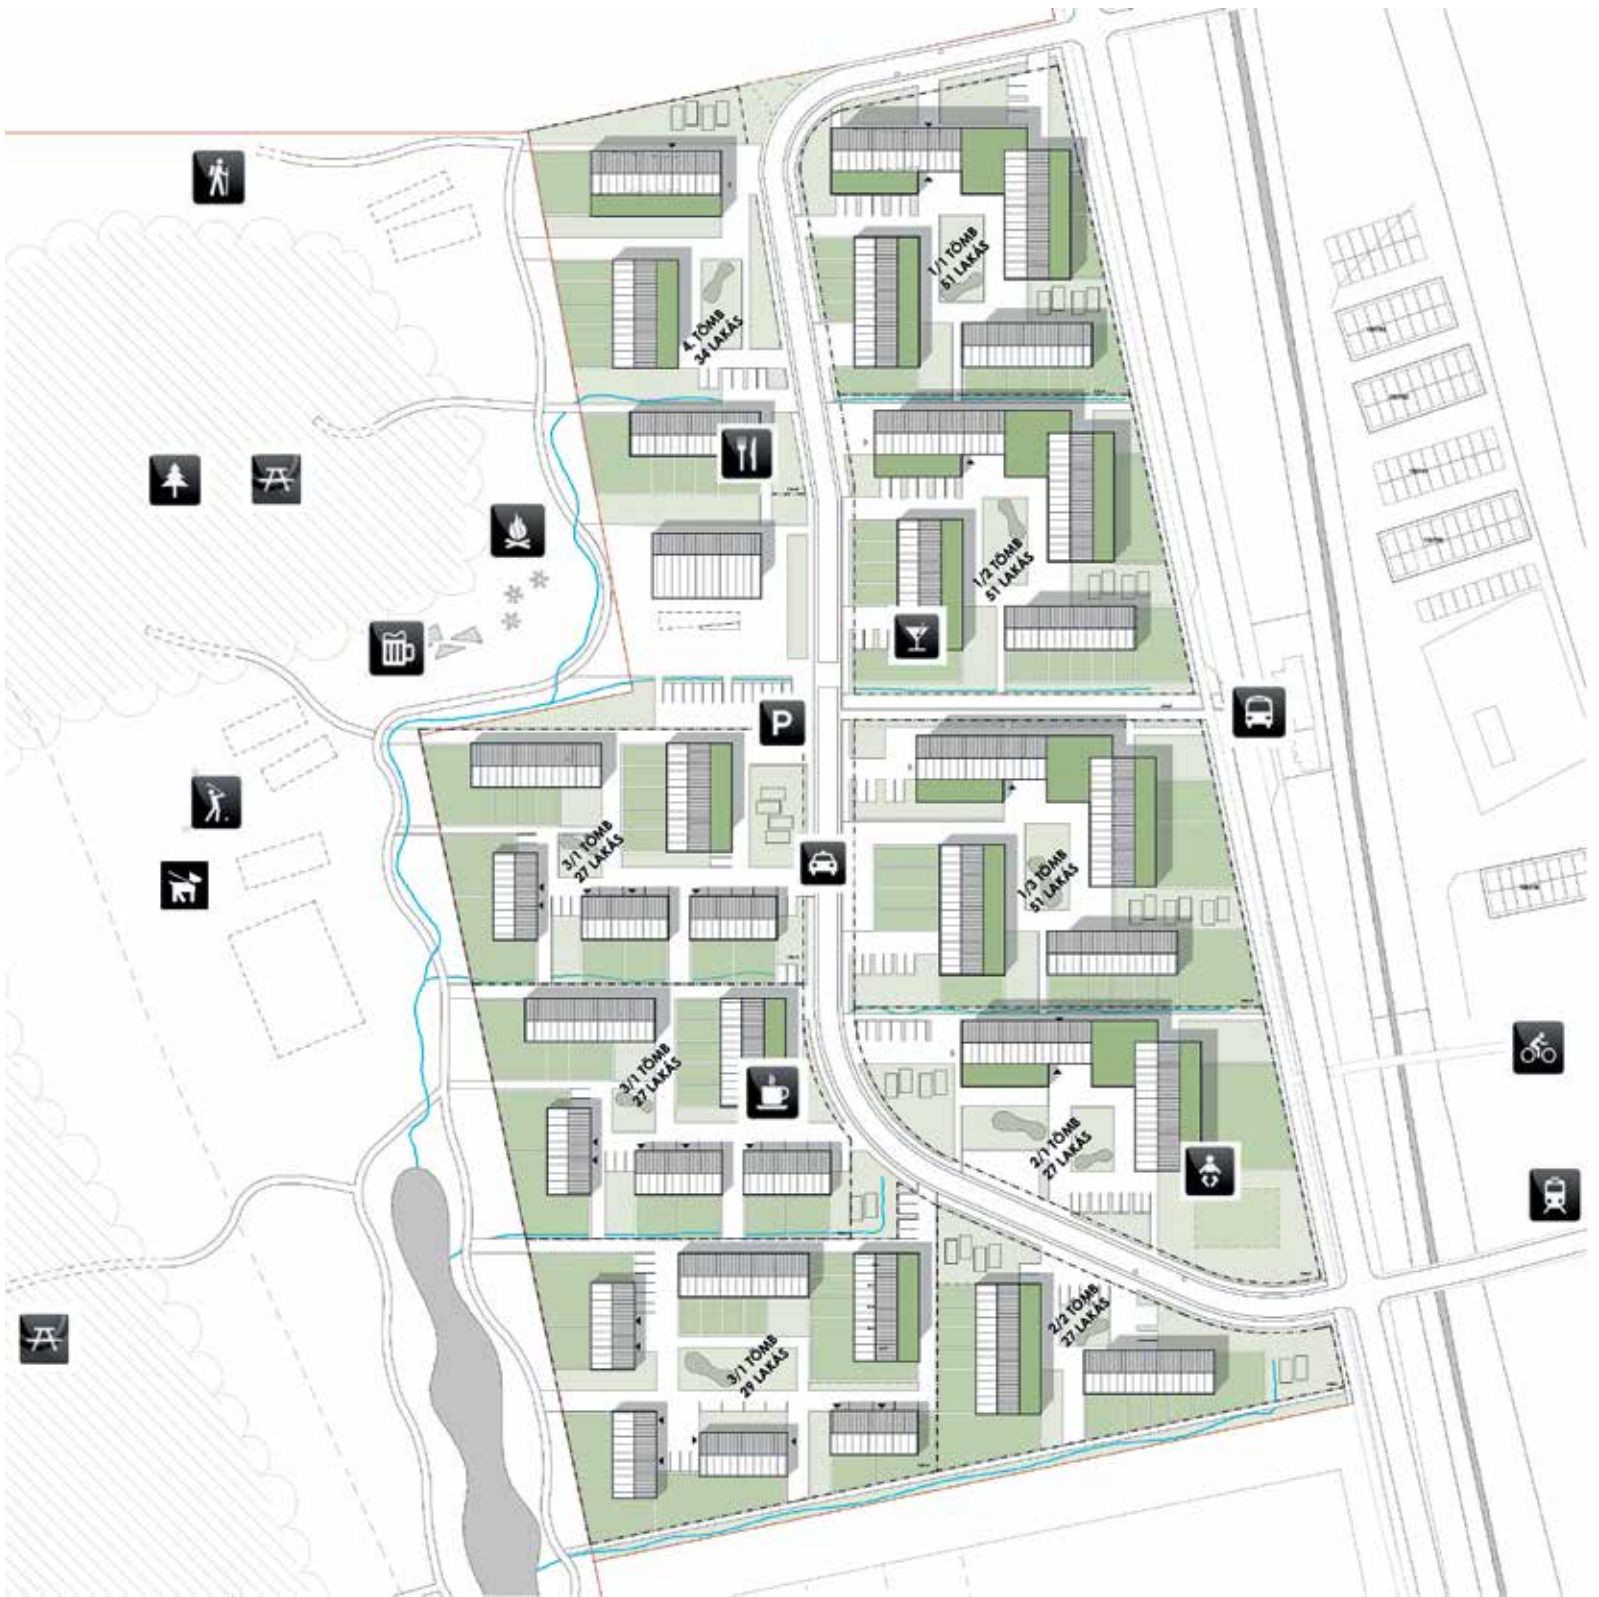 1/1 TÖMB
51 LAKÁS
4. TÖMB
34 LAKÁS
1/2 TÖMB
51 LAKÁS
P
3/1 TÖMB
27 LAKÁS
1/3 TÖMB
51 LAKÁS
3/1 TÖMB
27 LAKÁS
2/1 TÖMB
27 LAKÁS
2/2 TÖMB
27 LAKÁS
3/1 TÖMB
29 LAKÁS